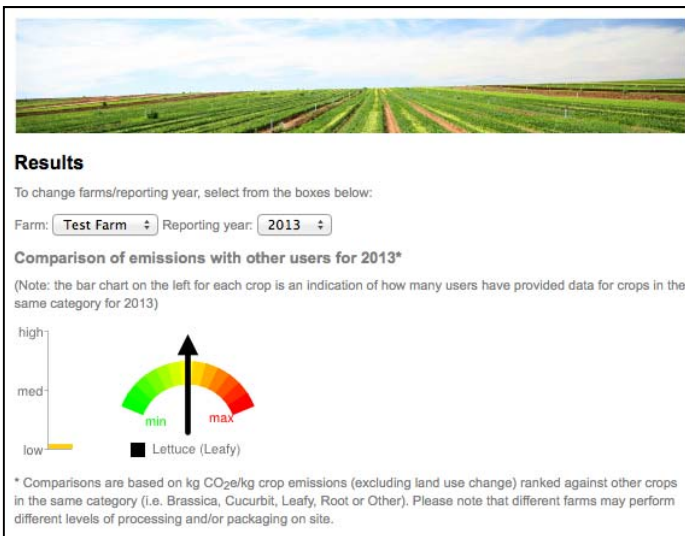 Results
To change farms/reporting year, select from the boxes below:
Farm: Test Farm Reporting year: 2013
Comparison of emissions with other users for 2013*
(Note: the bar chart on the left for each crop is an indication of how many users have provided data for crops in the
same category for 2013)
high
med
low
min
max
Lettuce (Leafy)
* Comparisons are based on kg CO2e/kg crop emissions (excluding land use change) ranked against other crops
in the same category (i.e. Brassica, Cucurbit, Leafy, Root or Other). Please note that different farms may perform
different levels of processing and/or packaging on site.